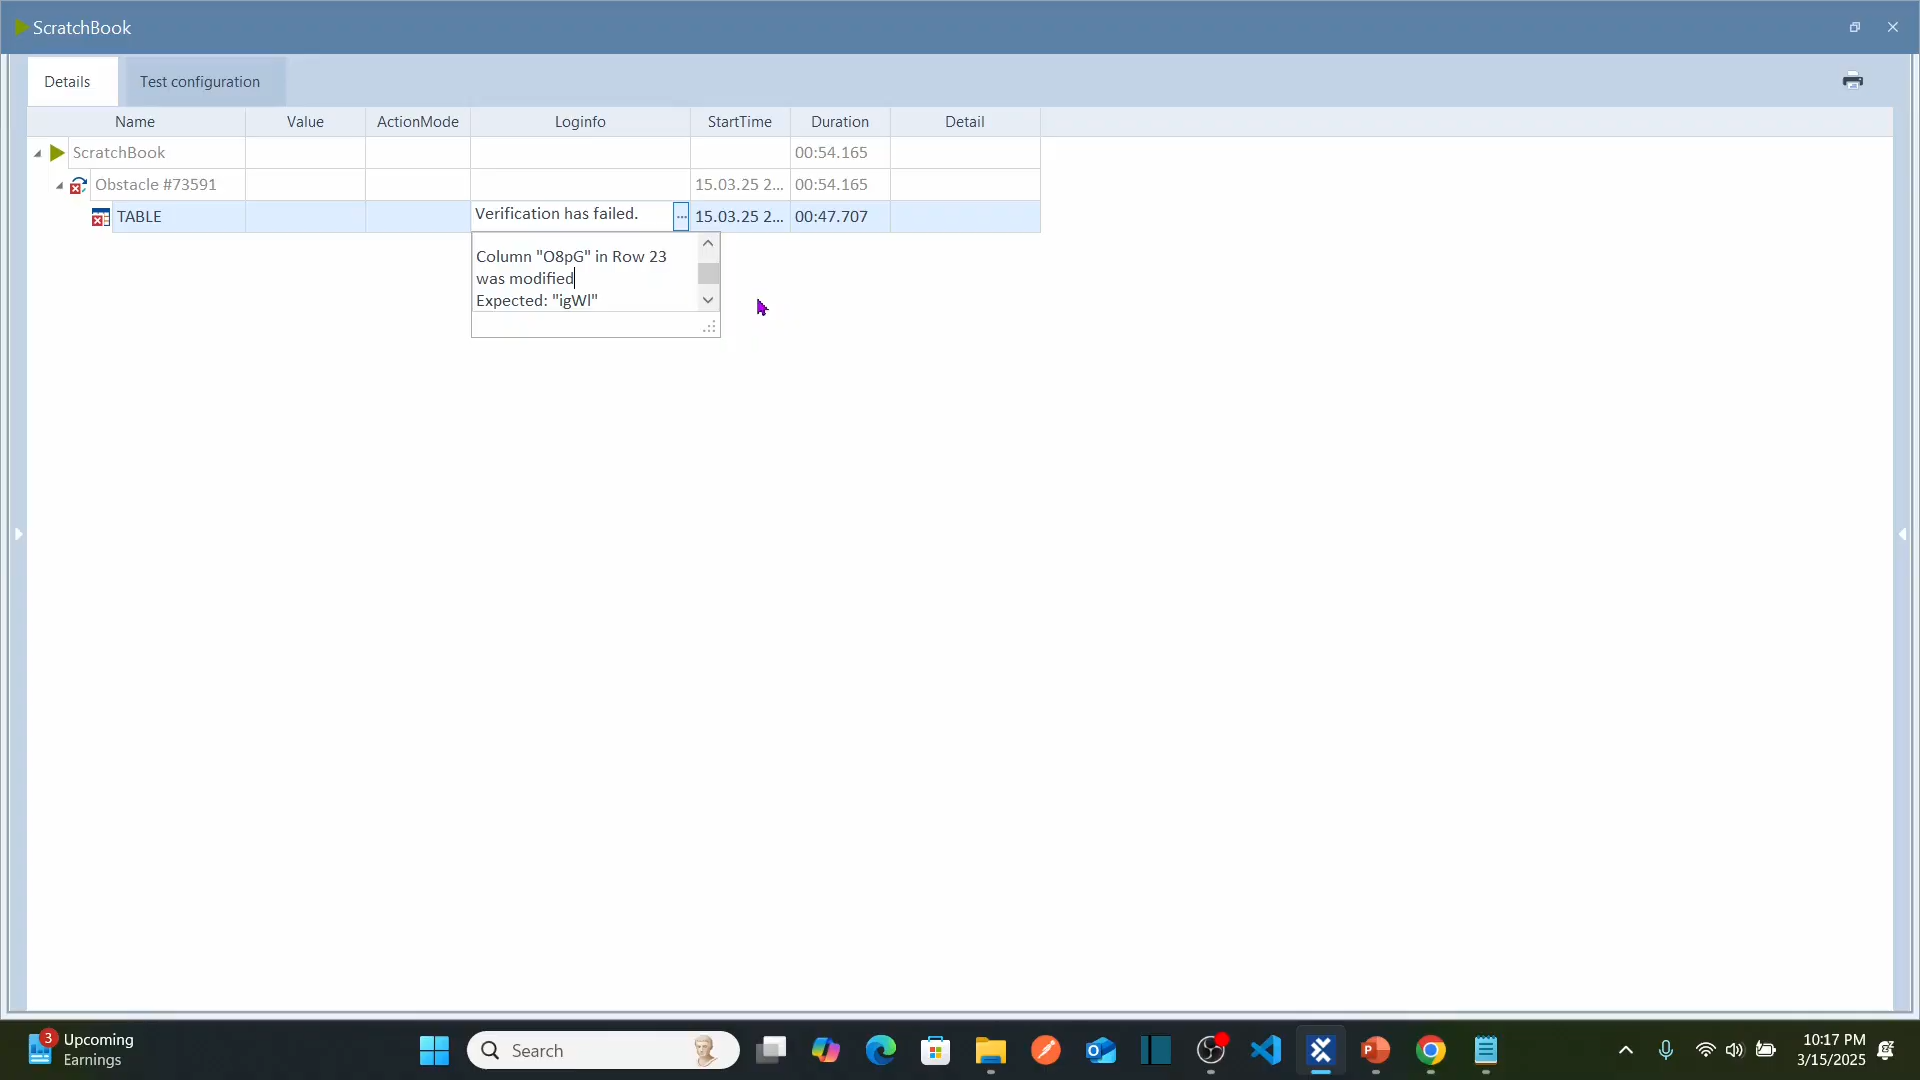 ScratchBook
Details
Test configuration
Name
Value
ActionMode
Loginfo
StartTime
Duration
Detail
ScratchBook
00:54.165
Obstacle #73591
15.03.25 2...
00:54.165
TABLE
Verification has failed.
...
15.03.25 2...
00:47.707
Column "O8pG" in Row 23
was modified
Expected: "igWl"
3
Upcoming
Earnings
Search
10:17 PM
3/15/2025